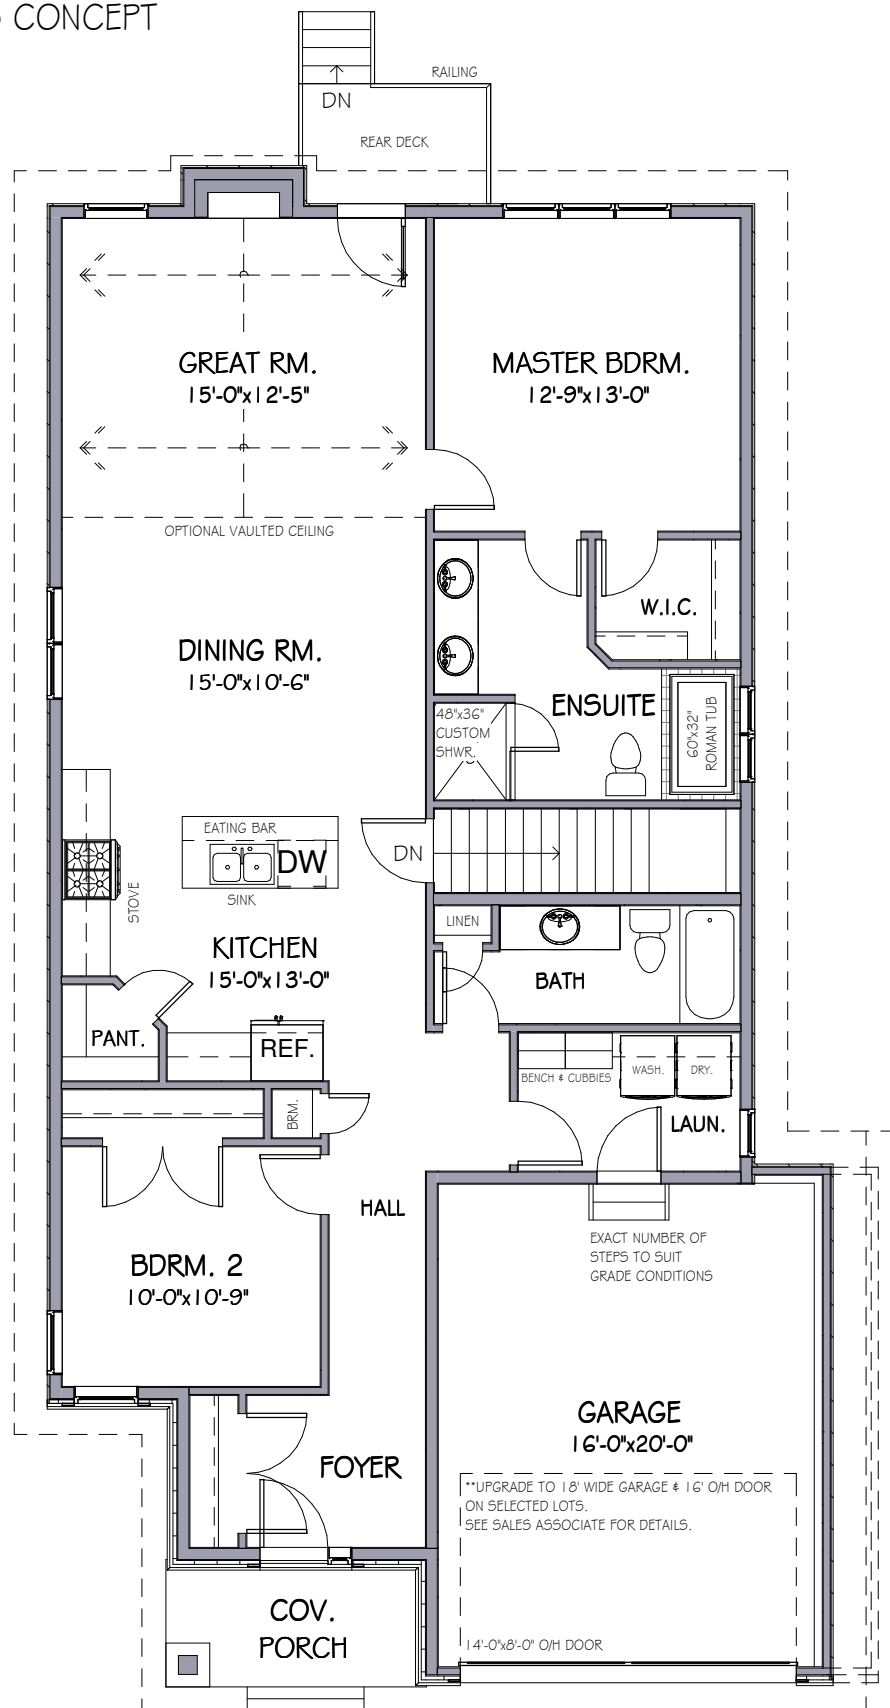 CONCEPT
RAILING
DN
REAR DECK
GREAT RM.
15'-0"x12'-5"
MASTER BDRM.
12'-9"x13'-0"
OPTIONAL VAULTED CEILING
W.I.C.
DINING RM.
15'-0"x10'-6"
ENSUITE
48"x36"
CUSTOM
SHWR.
60"x32"
ROMAN TUB
EATING BAR
DW
SINK
STOVE
DN
LINEN
KITCHEN
15'-0"x13'-0"
BATH
PANT.
REF.
BENCH & CUBBIES
WASH.
DRY.
BRM.
LAUN.
HALL
EXACT NUMBER OF
STEPS TO SUIT
GRADE CONDITIONS
BDRM. 2
10'-0"x10'-9"
GARAGE
16'-0"x20'-0"
FOYER
**UPGRADE TO 18' WIDE GARAGE & 16' O/H DOOR
ON SELECTED LOTS.
SEE SALES ASSOCIATE FOR DETAILS.
COV.
PORCH
14'-0"x8'-0" O/H DOOR